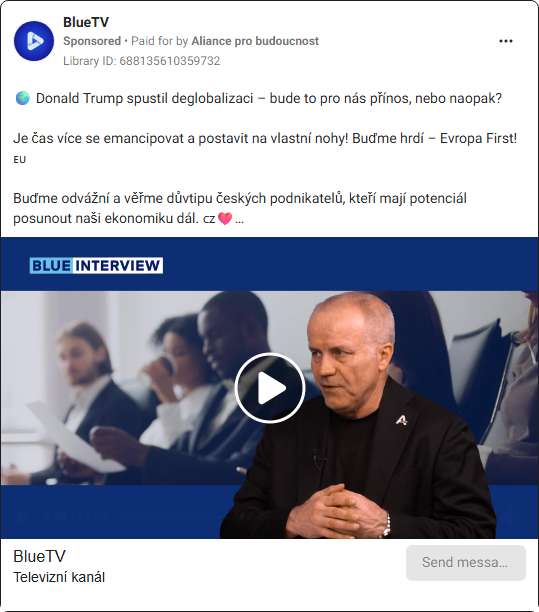 BlueTV
Sponsored • Paid for by Aliance pro budoucnost
Library ID: 688135610359732
🌍 Donald Trump spustil deglobalizaci – bude to pro nás přínos, nebo naopak?
Je čas více se emancipovat a postavit na vlastní nohy! Buďme hrdí – Evropa First!
EU
Buďme odvážní a věřme důvtipu českých podnikatelů, kteří mají potenciál
posunout naši ekonomiku dál. CZ💓...
BLUE INTERVIEW
BlueTV
Televizní kanál
Send messa...